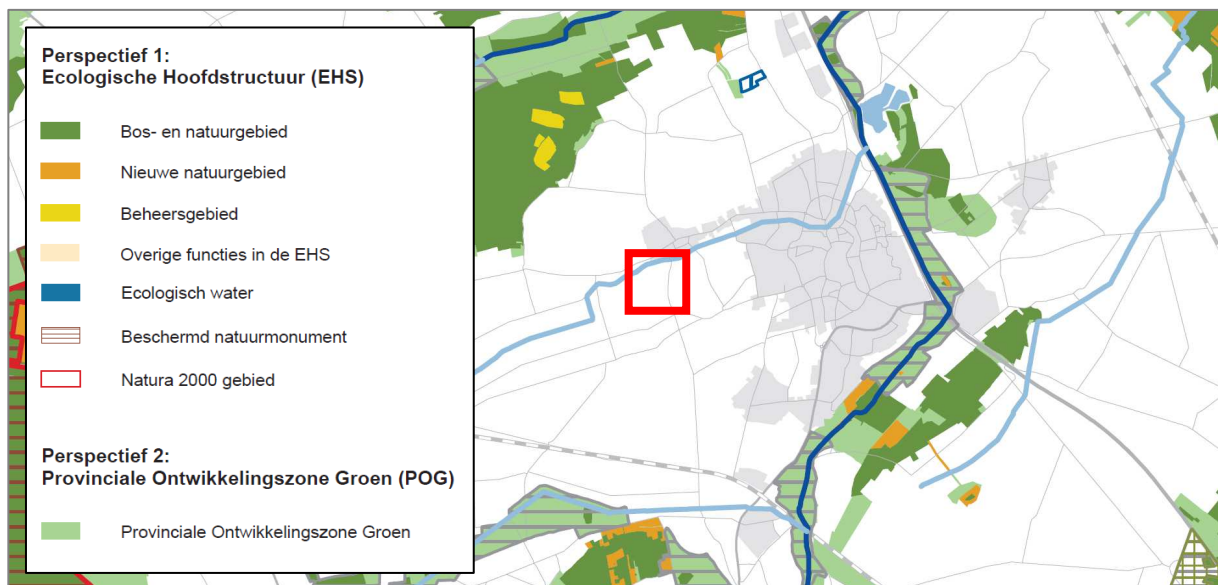 Perspectief 1:
Ecologische Hoofdstructuur (EHS)
Bos- en natuurgebied
Nieuwe natuurgebied
Beheersgebied
Overige functies in de EHS
Ecologisch water
Beschermd natuurmonument
Natura 2000 gebied
Perspectief 2:
Provinciale Ontwikkelingszone Groen (POG)
Provinciale Ontwikkelingszone Groen